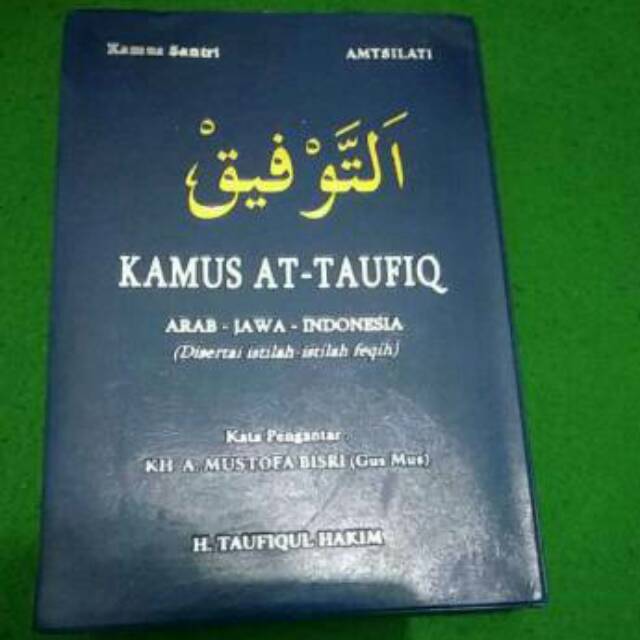 Kamus Santri
AMTSILATI
اَلتَّوْفِيقْ
KAMUS AT-TAUFIQ
ARAB - JAWA - INDONESIA
(Disertai istilah-istilah feqih)
Kata Pengantar :
KH. A. MUSTOFA BISRI (Gus Mus)
H. TAUFIQUL HAKIM